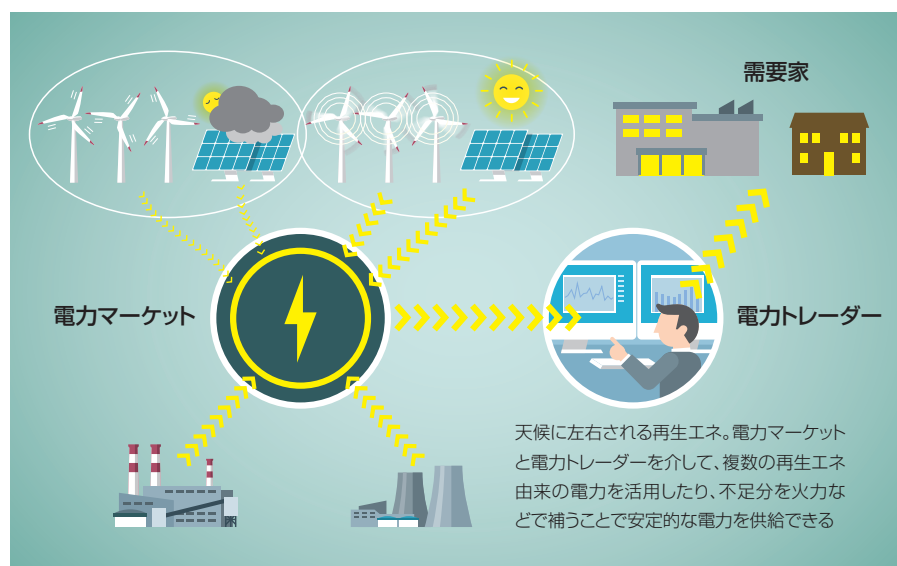 需要家
電力マーケット
電力トレーダー
天候に左右される再生エネ。電力マーケット
と電力トレーダーを介して、複数の再生エネ
由来の電力を活用したり、不足分を火力な
どで補うことで安定的な電力を供給できる